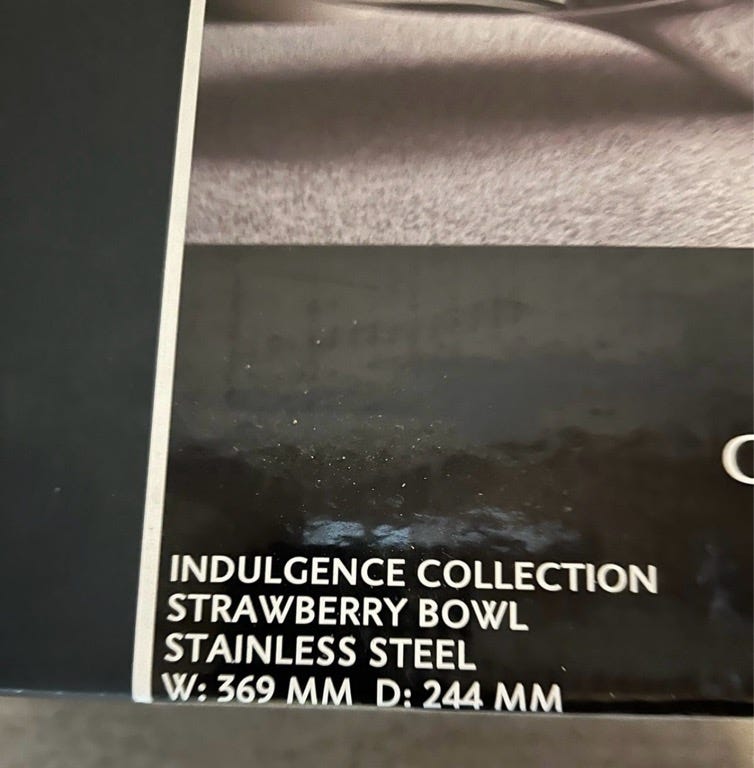 INDULGENCE COLLECTION
STRAWBERRY BOWL
STAINLESS STEEL
W: 369 MM D: 244 MM